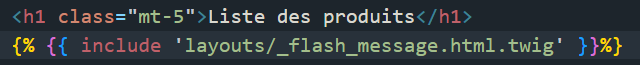 <h1 class="mt-5">Liste des produits</h1>
{% {{ include 'layouts/_flash_message.html.twig' }}%}